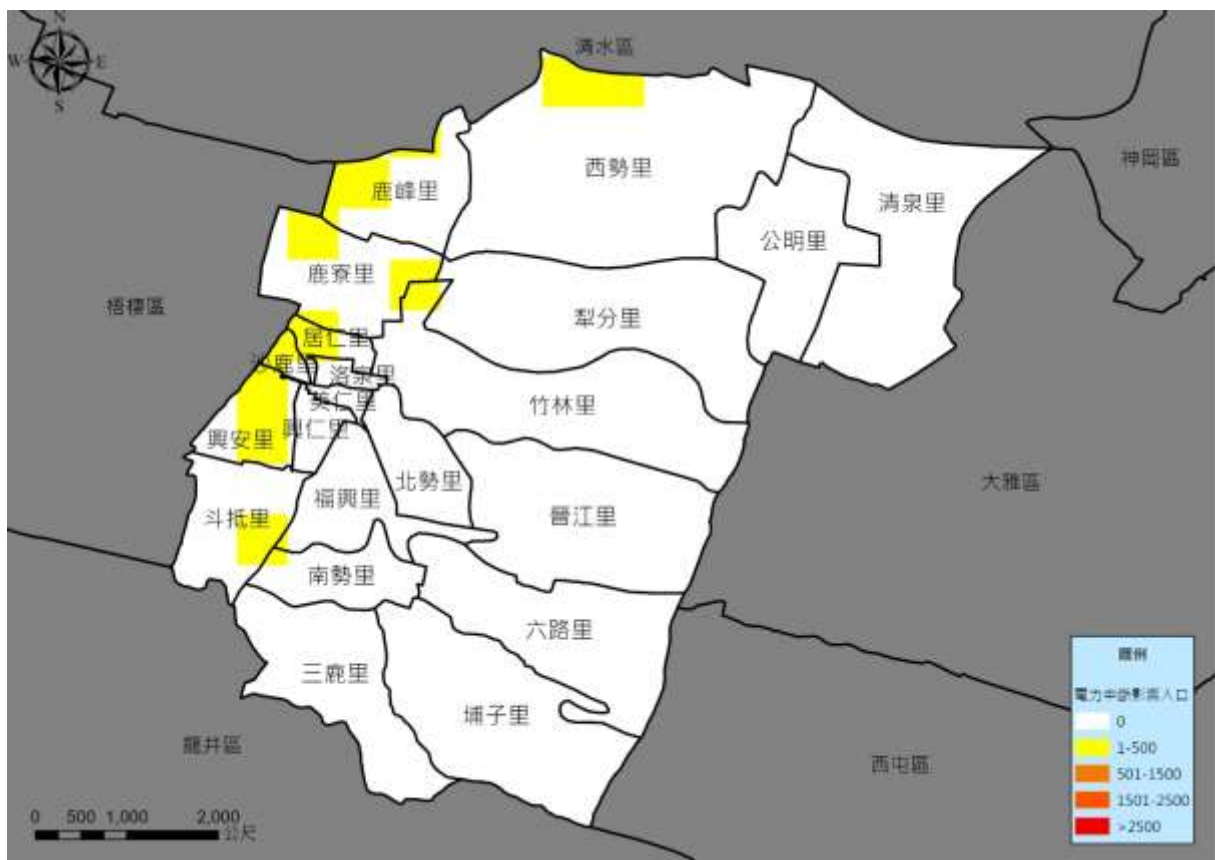 N
W
E
S
清水區
神岡區
西勢里
鹿峰里
清泉里
公明里
鹿寮里
梧棲區
犁分里
居仁里
沙鹿里
洛泉里
美仁里
竹林里
興仁里
興安里
北勢里
大雅區
福興里
斗抵里
晉江里
南勢里
六路里
三鹿里
埔子里
龍井區
西屯區
圖例
電力中斷影響人口
0
1-500
501-1500
1501-2500
>2500
0 500 1,000 2,000
公尺